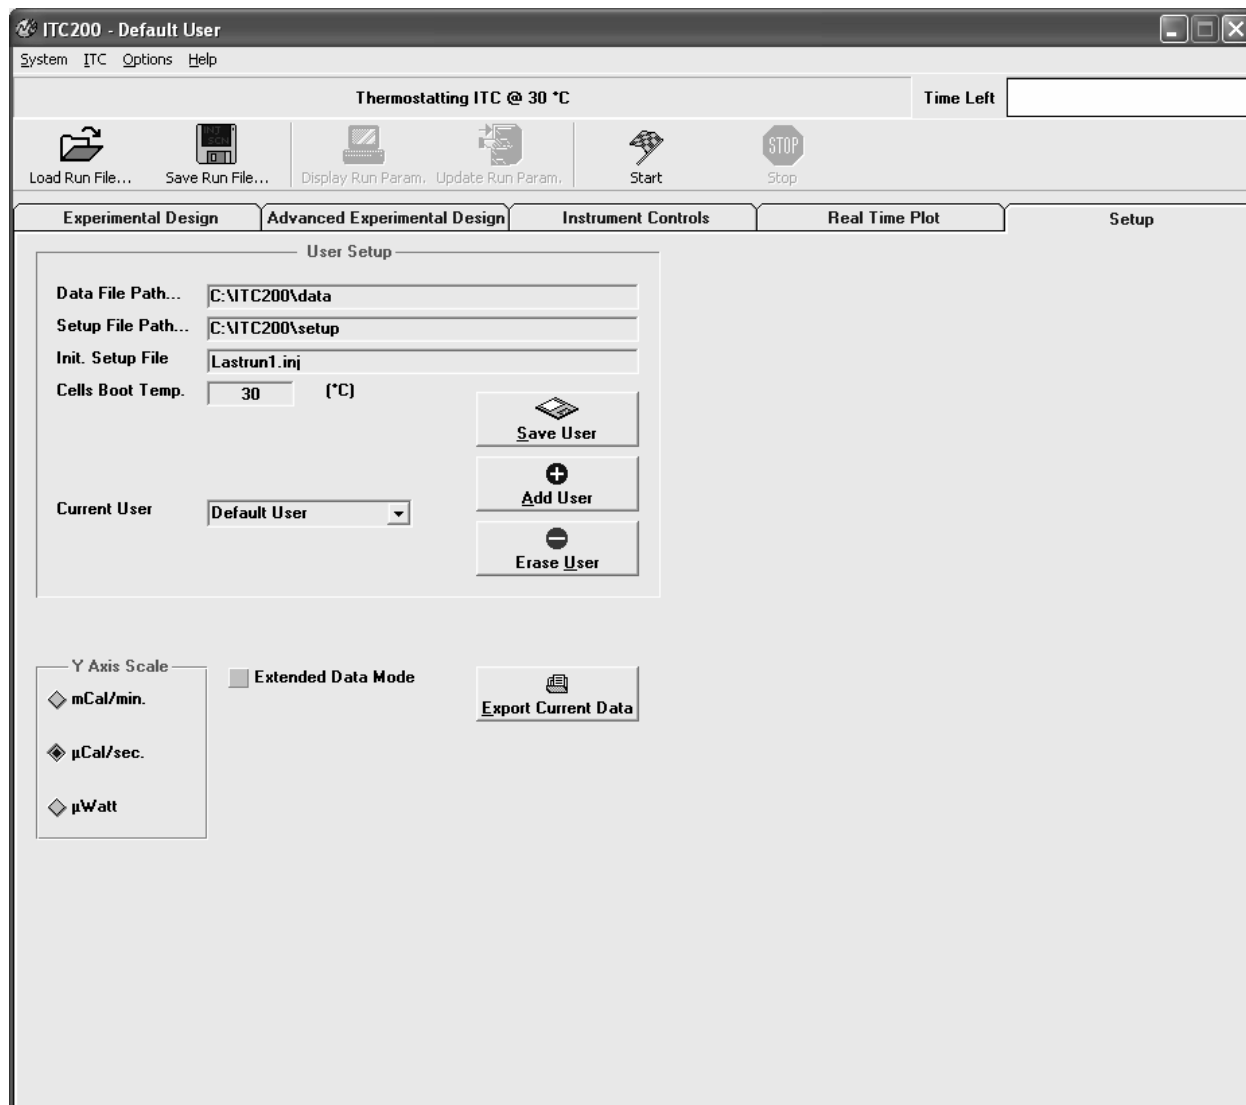 ITC200 - Default User
System ITC Options Help
Thermostatting ITC @ 30 °C Time Left
INJ
SCN
STOP
Load Run File... Save Run File... Display Run Param. Update Run Param. Start Stop
Experimental Design Advanced Experimental Design Instrument Controls Real Time Plot Setup
User Setup
Data File Path... C:\ITC200\data
Setup File Path... C:\ITC200\setup
Init. Setup File Lastrun1.inj
Cells Boot Temp. 30 (°C)
Save User
Add User
Current User Default User
Erase User
Y Axis Scale
Extended Data Mode
mCal/min.
Export Current Data
µCal/sec.
µWatt